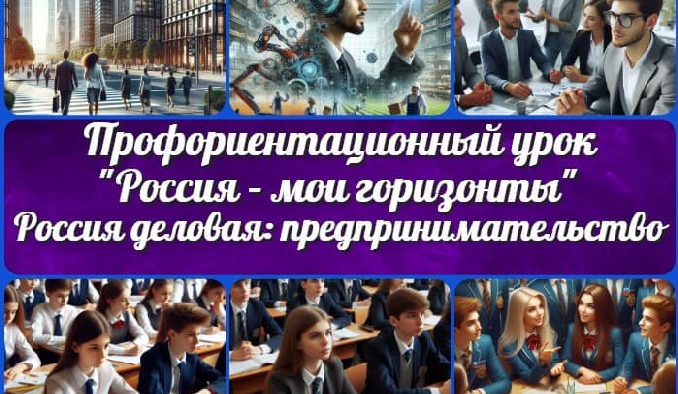 Профориентационный урок
"Россия – мои горизонты"
Россия деловая: предпринимательство